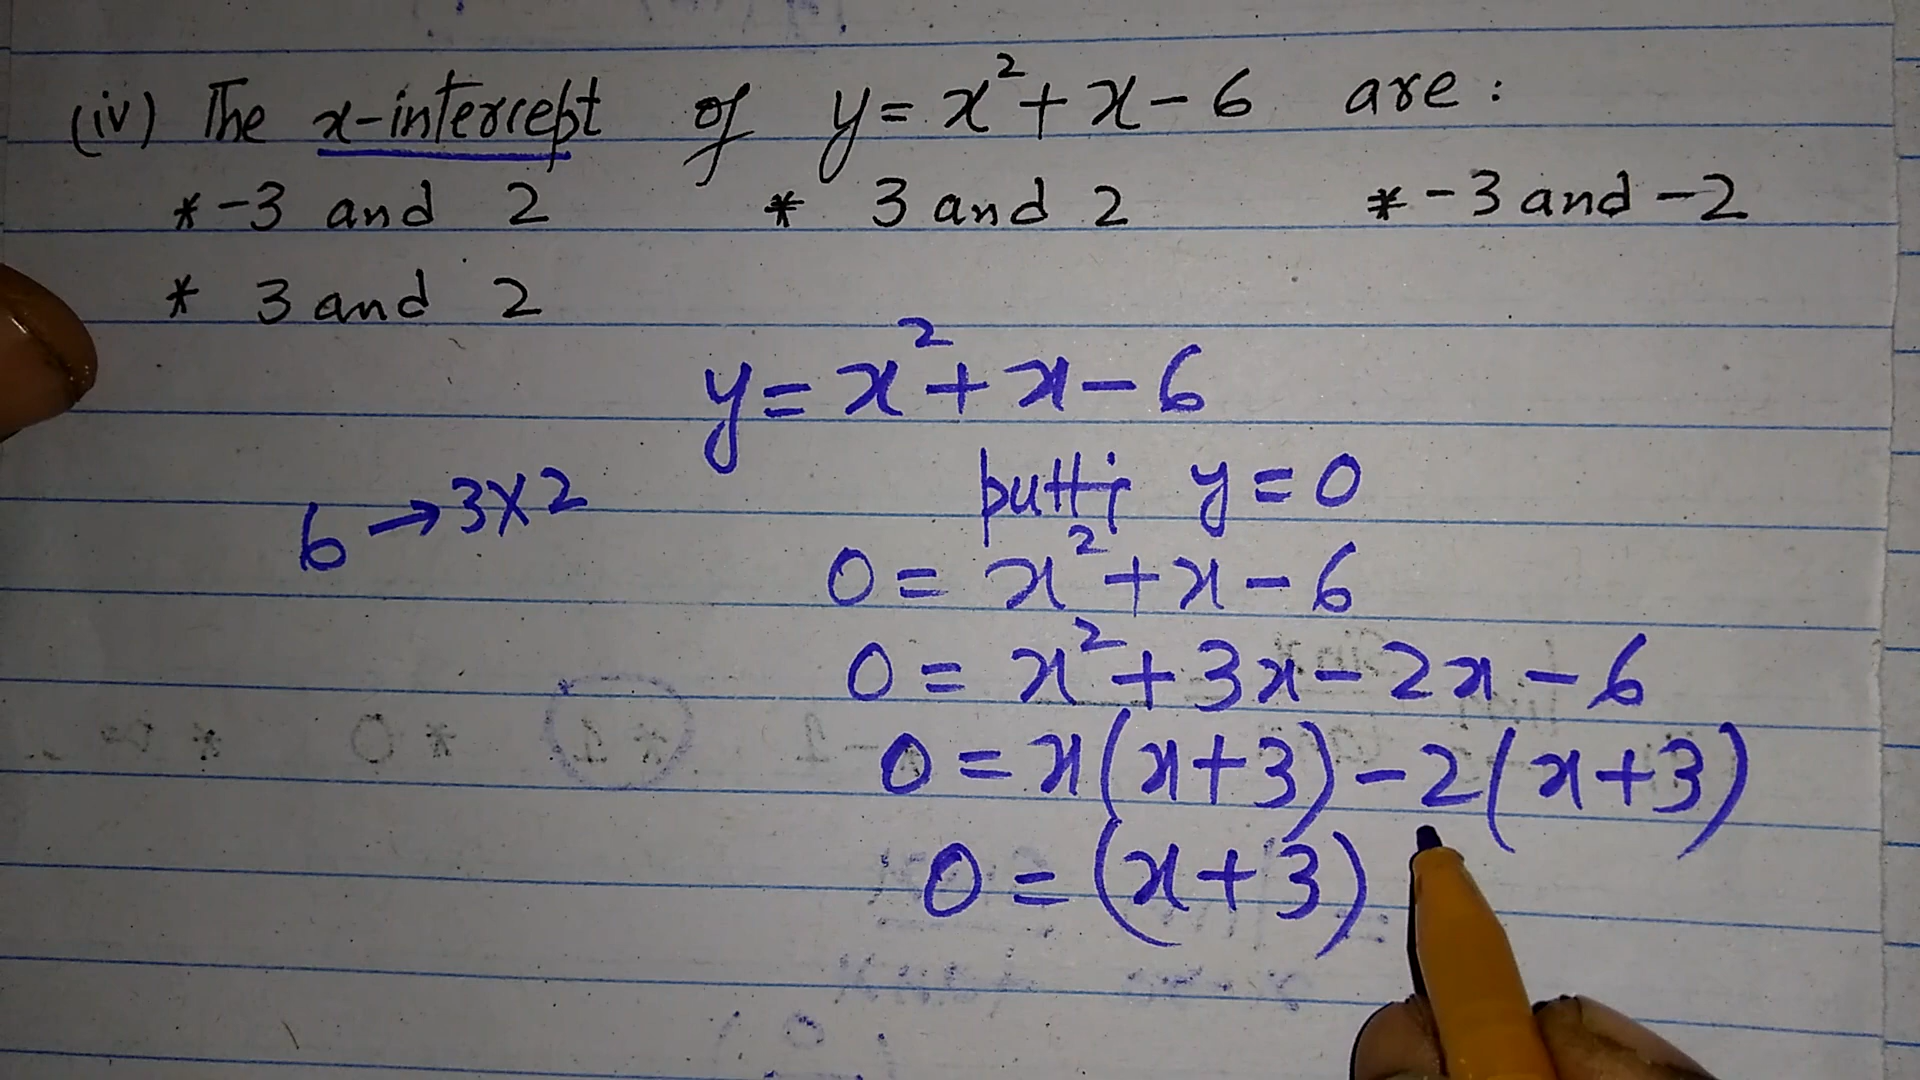 (iv) The x-intercept of y = x² + x - 6 are :
* -3 and 2 * 3 and 2 * -3 and -2
* 3 and 2
y = x² + x - 6
6 → 3×2 y = 0
0 = x² + x - 6
0 = x² + 3x - 2x - 6
0 = x(x+3) - 2(x+3)
0 = (x+3)